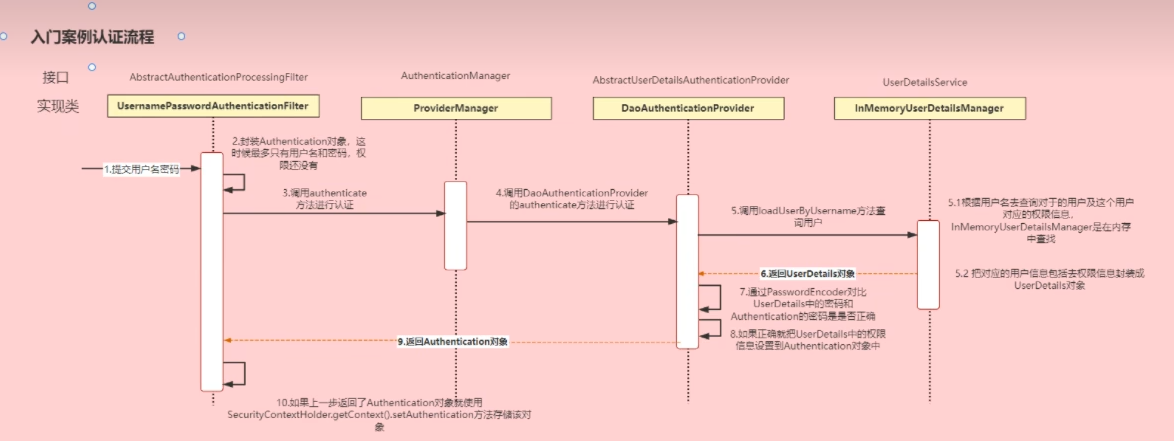 入门案例认证流程
接口
AbstractAuthenticationProcessingFilter
AuthenticationManager
AbstractUserDetailsAuthenticationProvider
UserDetailsService
实现类
UsernamePasswordAuthenticationFilter
ProviderManager
DaoAuthenticationProvider
InMemoryUserDetailsManager
1.提交用户名密码
2.封装Authentication对象，这
时候最多只有用户名和密码，权
限还没有
3.调用authenticate
方法进行认证
4.调用DaoAuthenticationProvider
的authenticate方法进行认证
5.调用loadUserByUsername方法查
询用户
5.1根据用户名去查询对于的用户及这个用户
对应的权限信息，
InMemoryUserDetailsManager是在内存
中查找
5.2 把对应的用户信息包括去权限信息封装成
UserDetails对象
6.返回UserDetails对象
7.通过PasswordEncoder对比
UserDetails中的密码和
Authentication的密码是是否正确
8.如果正确就把UserDetails中的权限
信息设置到Authentication对象中
9.返回Authentication对象
10.如果上一步返回了Authentication对象就使用
SecurityContextHolder.getContext().setAuthentication方法存储该对
象